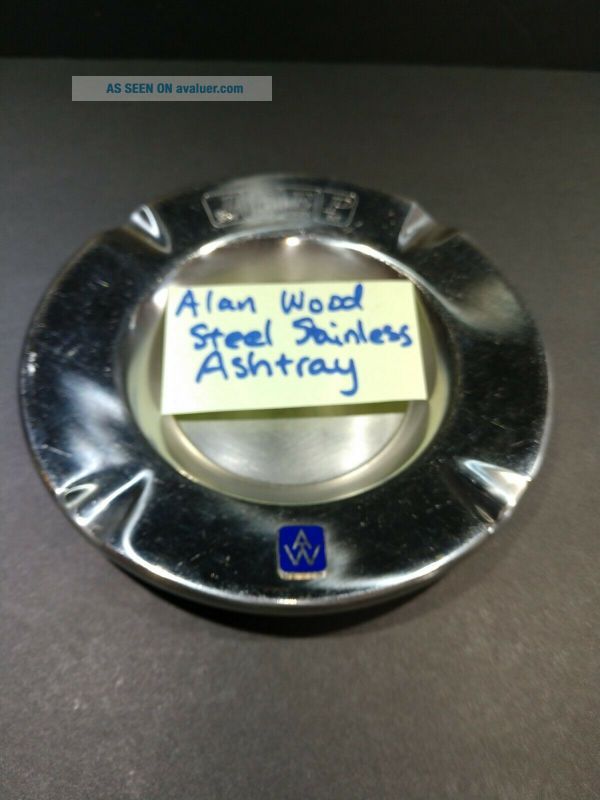 AS SEEN ON avaluer.com
Alan Wood
Steel Stainless
Ashtray
AW